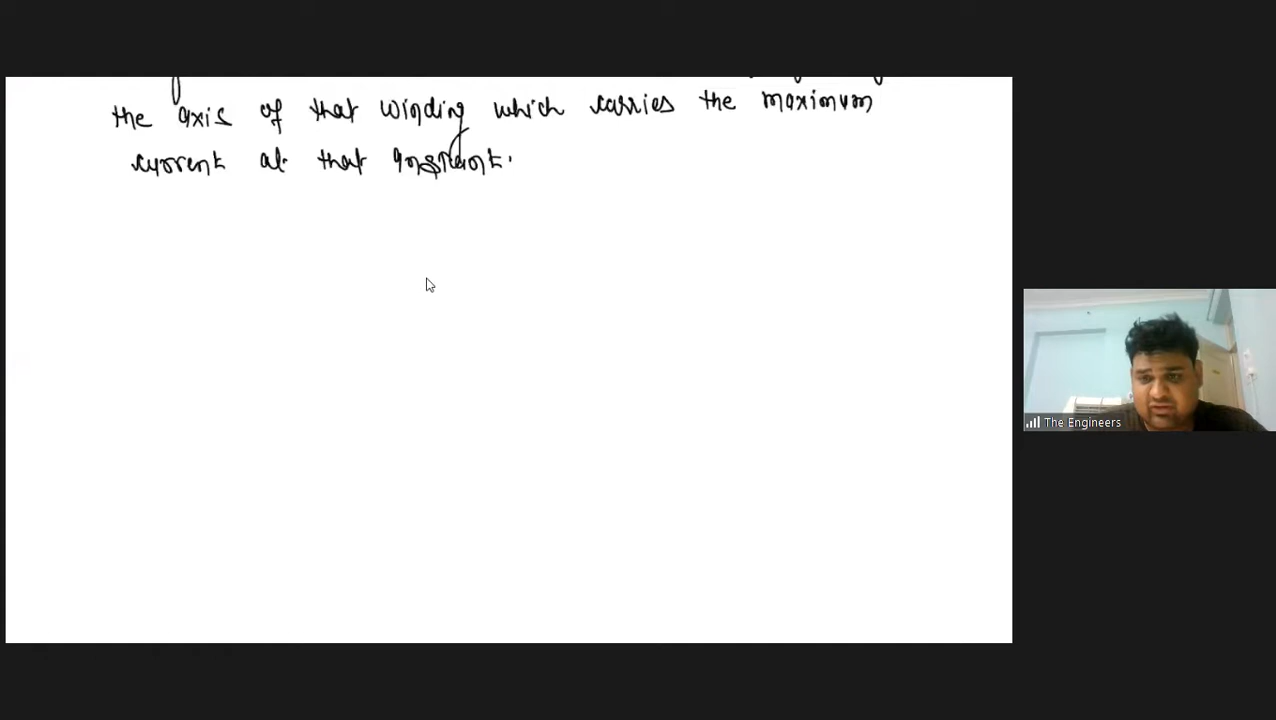 the axis of that winding which carries the maximum
current at that instant.
The Engineers